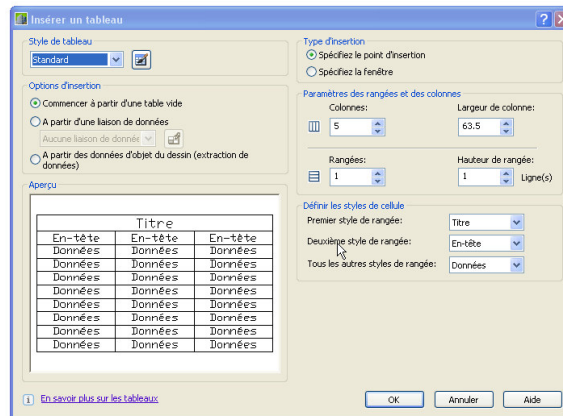 Insérer un tableau
Style de tableau
Standard
Options d'insertion
Commencer à partir d'une table vide
A partir d'une liaison de données
Aucune liaison de donnée
A partir des données d'objet du dessin (extraction de
données)
Aperçu
Titre
En-tête En-tête En-tête
Données Données Données
Données Données Données
Données Données Données
Données Données Données
Données Données Données
Données Données Données
Données Données Données
Données Données Données
En savoir plus sur les tableaux
Type d'insertion
Spécifiez le point d'insertion
Spécifiez la fenêtre
Paramètres des rangées et des colonnes
Colonnes: Largeur de colonne:
5 63.5
Rangées: Hauteur de rangée:
1 1 Ligne(s)
Définir les styles de cellule
Premier style de rangée: Titre
Deuxième style de rangée: En-tête
Tous les autres styles de rangée: Données
OK Annuler Aide